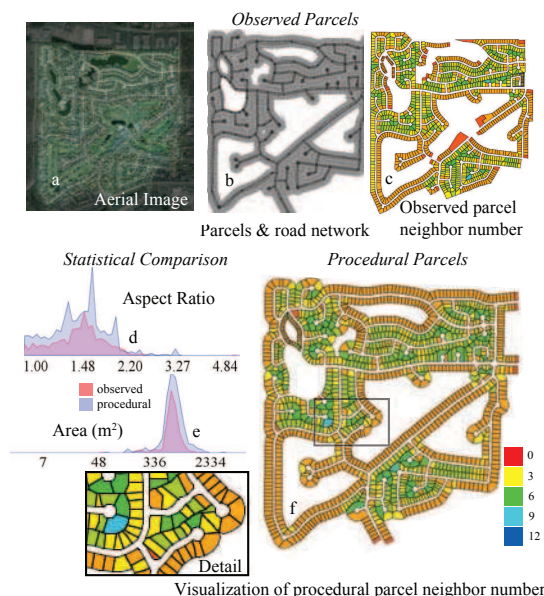 Observed Parcels
a
Aerial Image
b
Parcels & road network
c
Observed parcel
neighbor number
Statistical Comparison
Aspect Ratio
d
1.00 1.48 2.20 3.27 4.84
observed
procedural
Area (m²)
e
7 48 336 2334
Detail
Procedural Parcels
f
0
3
6
9
12
Visualization of procedural parcel neighbor number